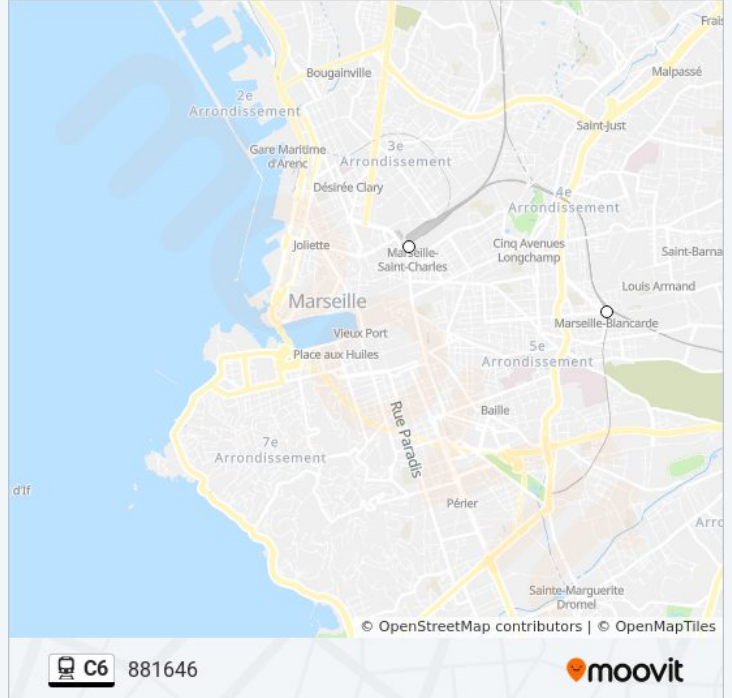 Frais
Bougainville
Malpassé
2e
Arrondissement
Saint-Just
Gare Maritime
d'Arenc
3e
Arrondissement
Désirée Clary
4e
Arrondissement
Joliette
Marseille-
Saint-Charles
Cinq Avenues
Longchamp
Saint-Barna
Louis Armand
Marseille
Marseille-Blancarde
Vieux Port
Place aux Huiles
5e
Arrondissement
Baille
Rue Paradis
7e
Arrondissement
d'If
Périer
Arro
Sainte-Marguerite
Dromel
© OpenStreetMap contributors | © OpenMapTiles
C6 881646
moovit